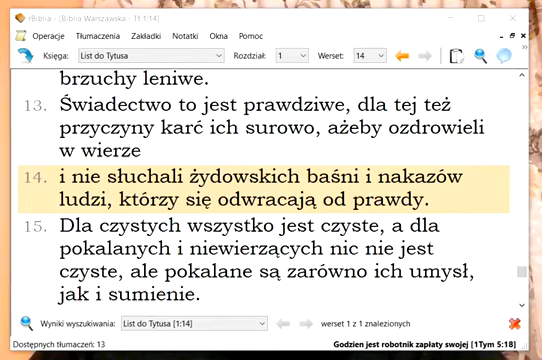 rBiblia - [Biblia Warszawska - Tt 1:14]
Operacje Tłumaczenia Zakładki Notatki Okna Pomoc
Księga: List do Tytusa Rozdział: 1 Werset: 14
brzuchy leniwe.
13. Świadectwo to jest prawdziwe, dla tej też
przyczyny karć ich surowo, ażeby ozdrowieli
w wierze
14. i nie słuchali żydowskich baśni i nakazów
ludzi, którzy się odwracają od prawdy.
15. Dla czystych wszystko jest czyste, a dla
pokalanych i niewierzących nic nie jest
czyste, ale pokalane są zarówno ich umysł,
jak i sumienie.
Wyniki wyszukiwania: List do Tytusa [1:14] werset 1 z 1 znalezionych
Dostępnych tłumaczeń: 13 Godzien jest robotnik zapłaty swojej [1Tym 5:18]